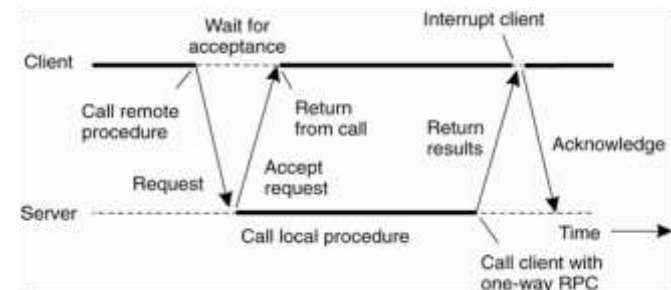 Wait for
acceptance
Interrupt client
Client
Call remote
procedure
Return
from call
Return
results
Acknowledge
Request
Accept
request
Server
Call local procedure
Time
Call client with
one-way RPC